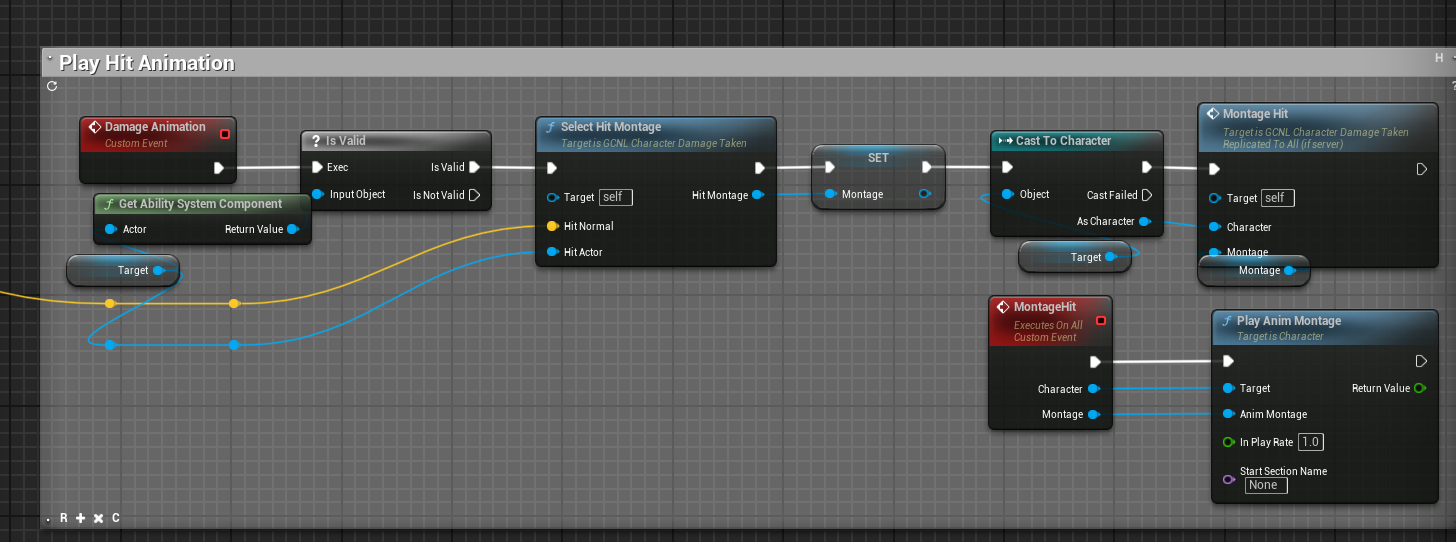 Play Hit Animation
H
Damage Animation
Custom Event
? Is Valid
Exec
Is Valid
Input Object
Is Not Valid
f Get Ability System Component
Actor
Return Value
Target
f Select Hit Montage
Target is GCNL Character Damage Taken
Target
self
Hit Montage
Hit Normal
Hit Actor
SET
Montage
Cast To Character
Object
Cast Failed
As Character
Target
Montage Hit
Target is GCNL Character Damage Taken
Replicated To All (if server)
Target
self
Character
Montage
Montage
MontageHit
Executes On All
Custom Event
Character
Montage
f Play Anim Montage
Target is Character
Target
Return Value
Anim Montage
In Play Rate
1.0
Start Section Name
None
R
C